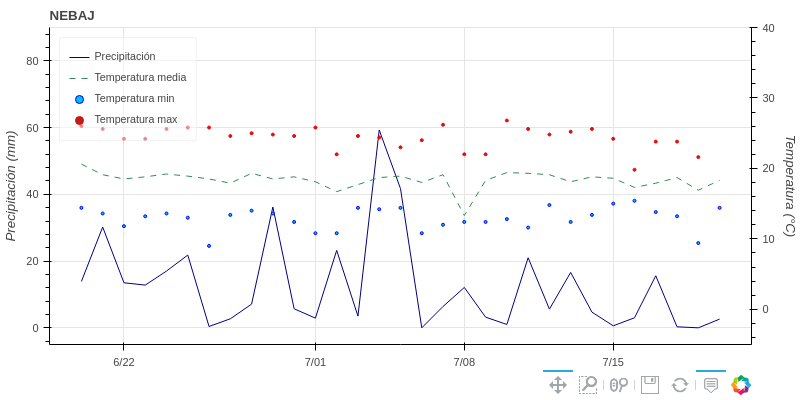 NEBAJ
Precipitación
Temperatura media
Temperatura min
Temperatura max
Precipitación (mm)
80
60
40
20
0
Temperatura (°C)
40
30
20
10
0
6/22
7/01
7/08
7/15